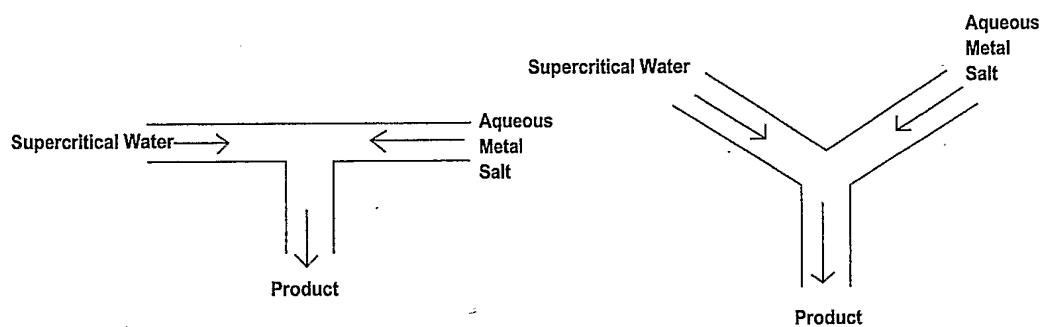 Supercritical Water
Aqueous
Metal
Salt
Product
Supercritical Water
Aqueous
Metal
Salt
Product